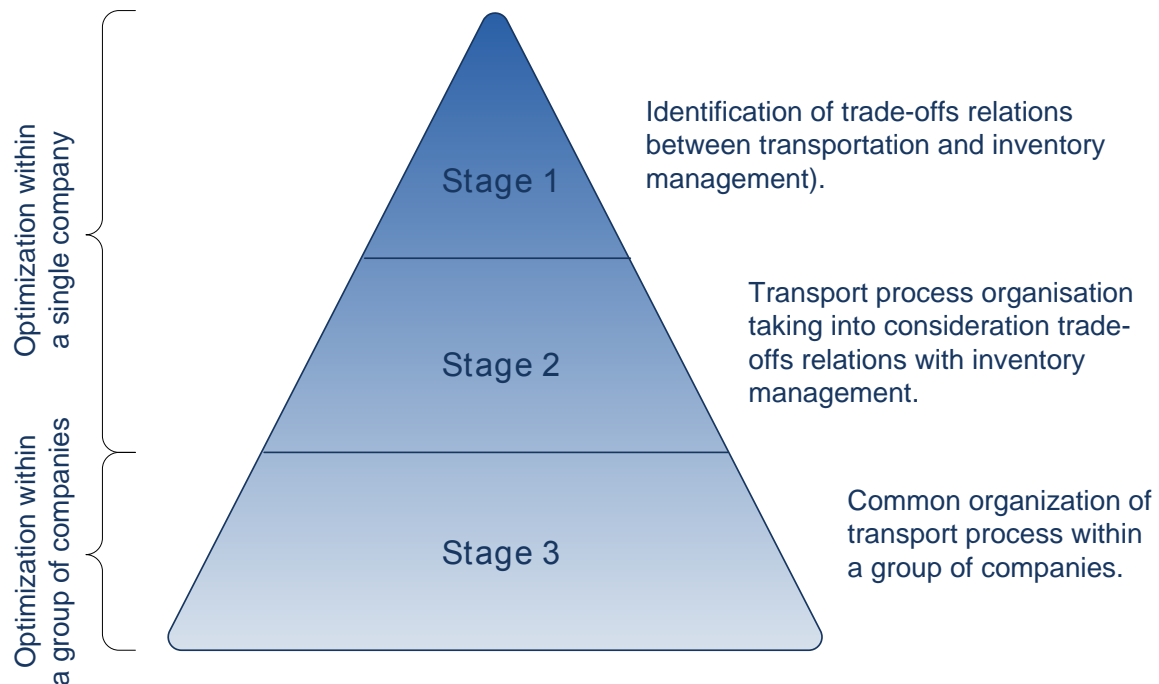 Optimization within
a single company
Stage 1
Identification of trade-offs relations
between transportation and inventory
management).
Stage 2
Transport process organisation
taking into consideration trade-
offs relations with inventory
management.
Optimization within
a group of companies
Stage 3
Common organization of
transport process within
a group of companies.